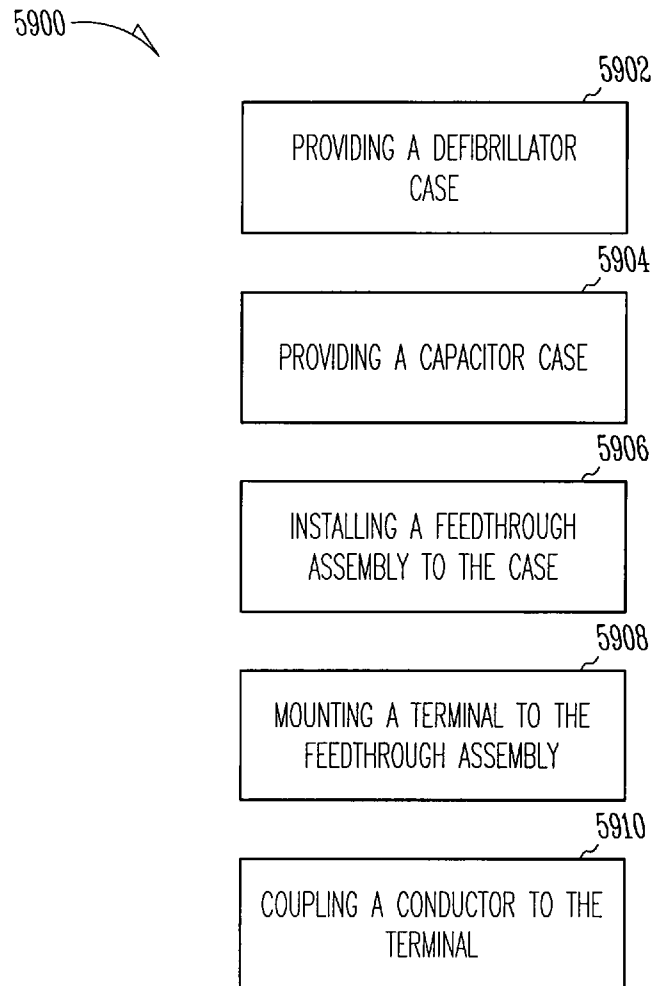 5900
5902
PROVIDING A DEFIBRILLATOR
CASE
5904
PROVIDING A CAPACITOR CASE
5906
INSTALLING A FEEDTHROUGH
ASSEMBLY TO THE CASE
5908
MOUNTING A TERMINAL TO THE
FEEDTHROUGH ASSEMBLY
5910
COUPLING A CONDUCTOR TO THE
TERMINAL